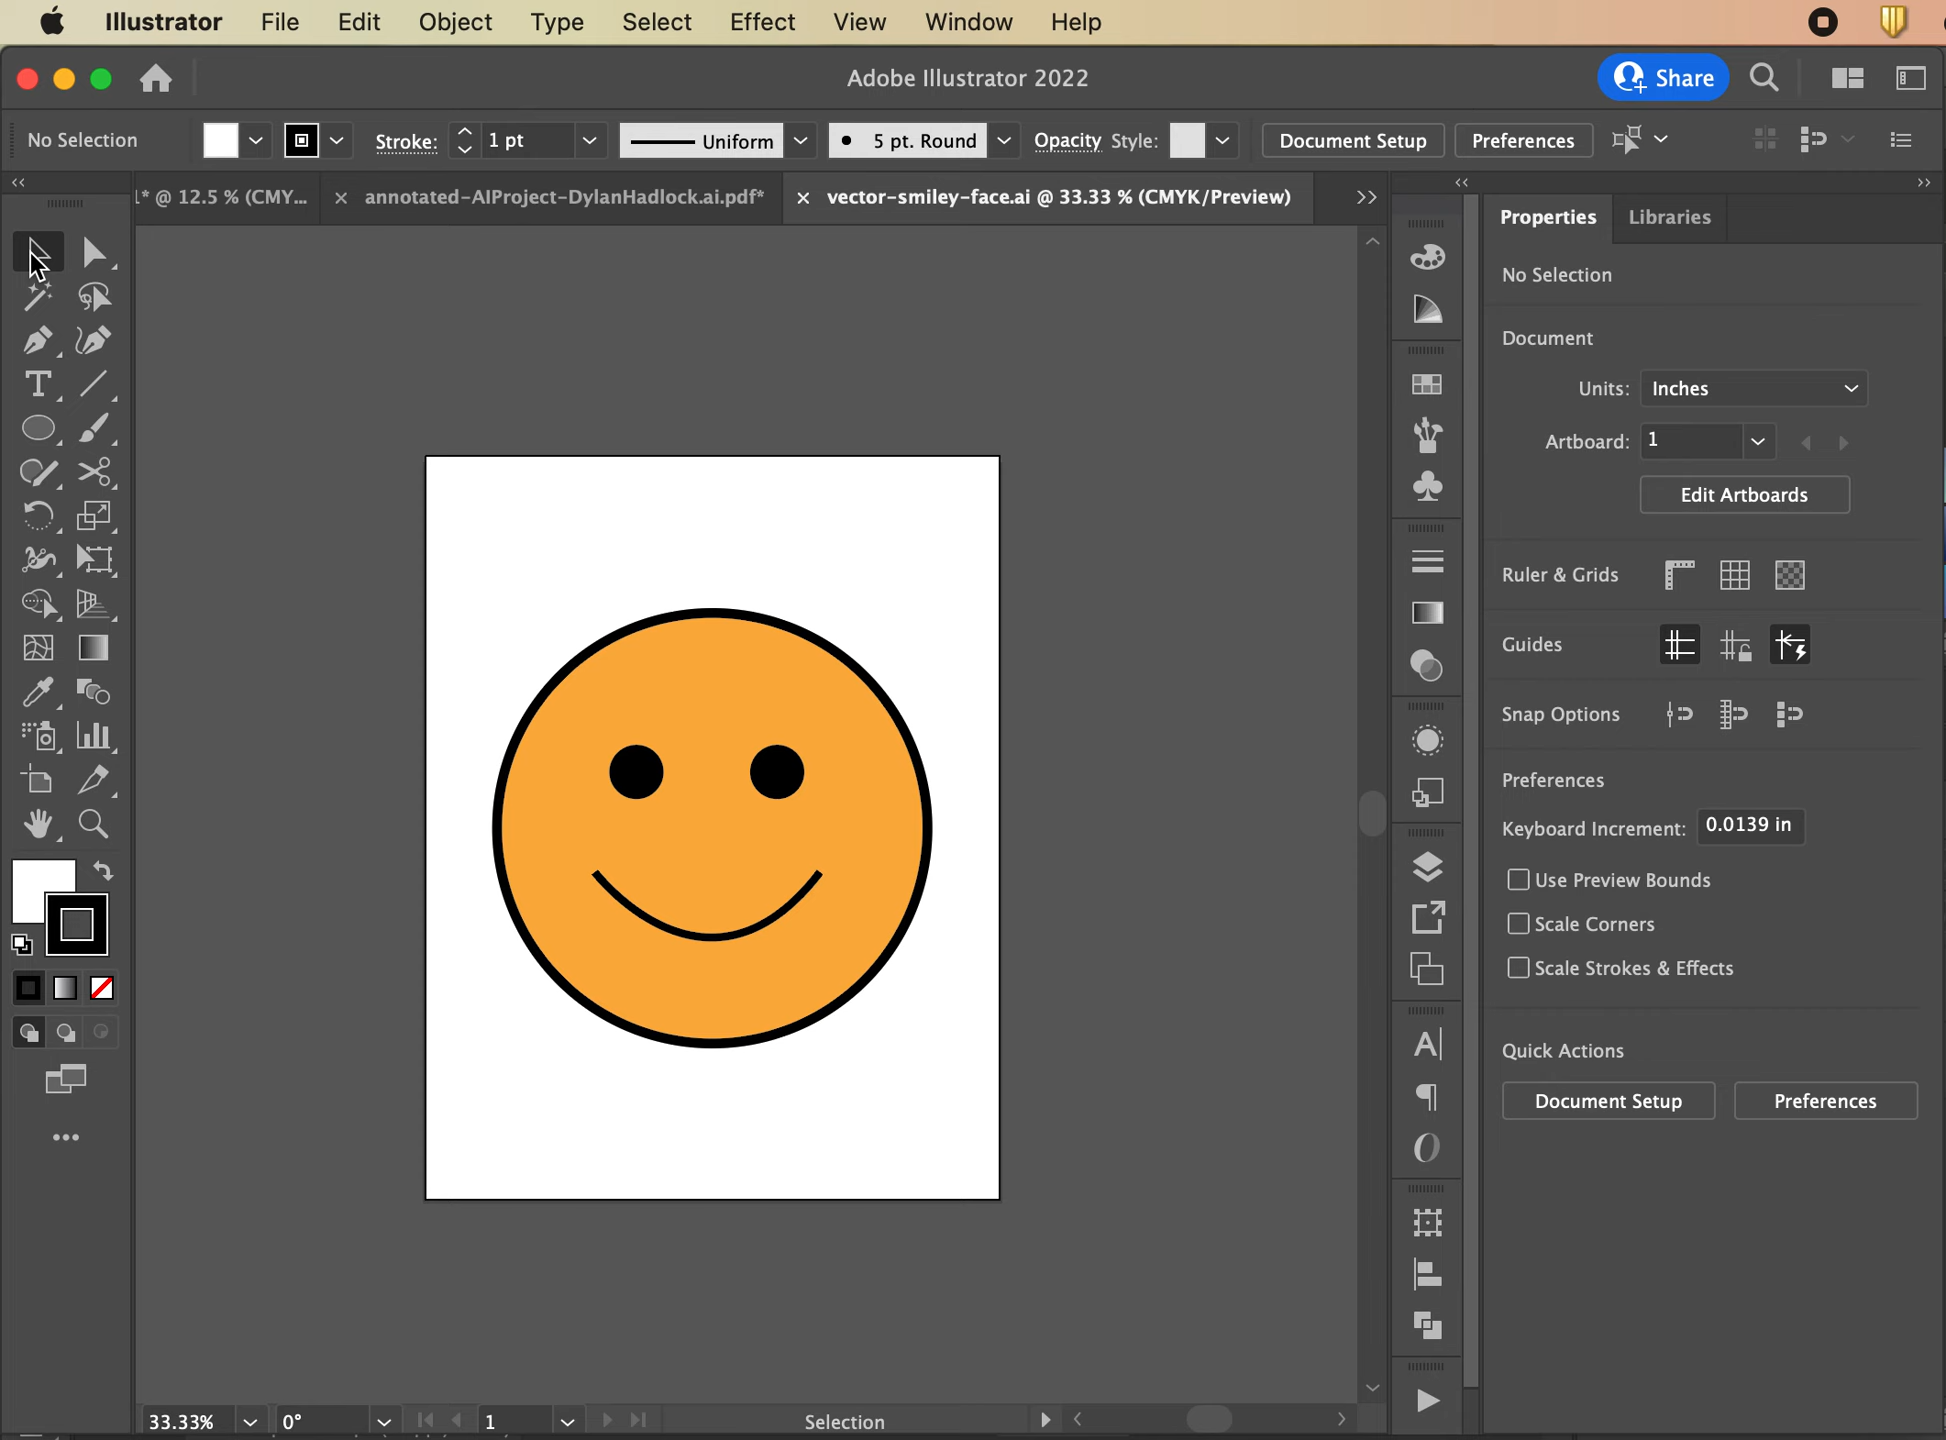 Illustrator File Edit Object Type Select Effect View Window Help
Adobe Illustrator 2022
Share
No Selection
Stroke: 1 pt
Uniform
5 pt. Round
Opacity Style:
Document Setup
Preferences
1* @ 12.5 % (CMY...
annotated-AIProject-DylanHadlock.ai.pdf*
vector-smiley-face.ai @ 33.33 % (CMYK/Preview)
Properties
Libraries
No Selection
Document
Units: Inches
Artboard: 1
Edit Artboards
Ruler & Grids
Guides
Snap Options
Preferences
Keyboard Increment: 0.0139 in
Use Preview Bounds
Scale Corners
Scale Strokes & Effects
Quick Actions
Document Setup
Preferences
33.33%
0°
1
Selection